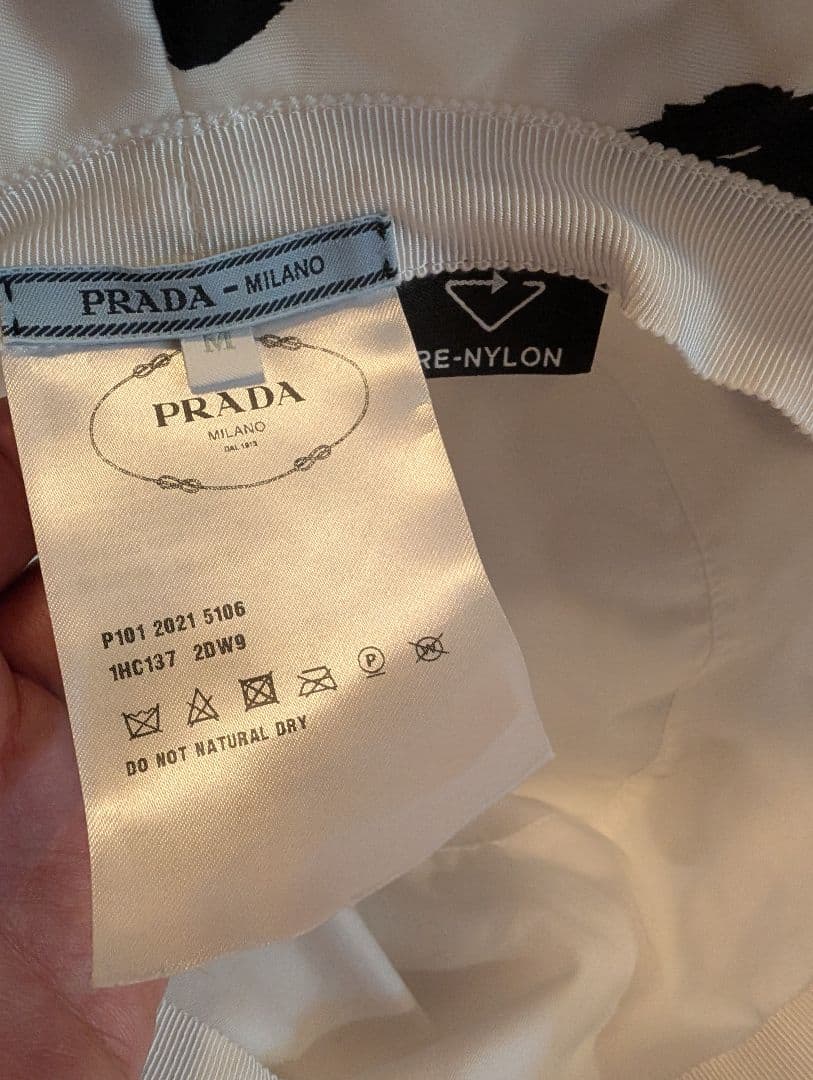 PRADA - MILANO
M
RE-NYLON
PRADA
MILANO
DAL 1913
P101 2021 5106
1HC137 2DW9
P
W
DO NOT NATURAL DRY